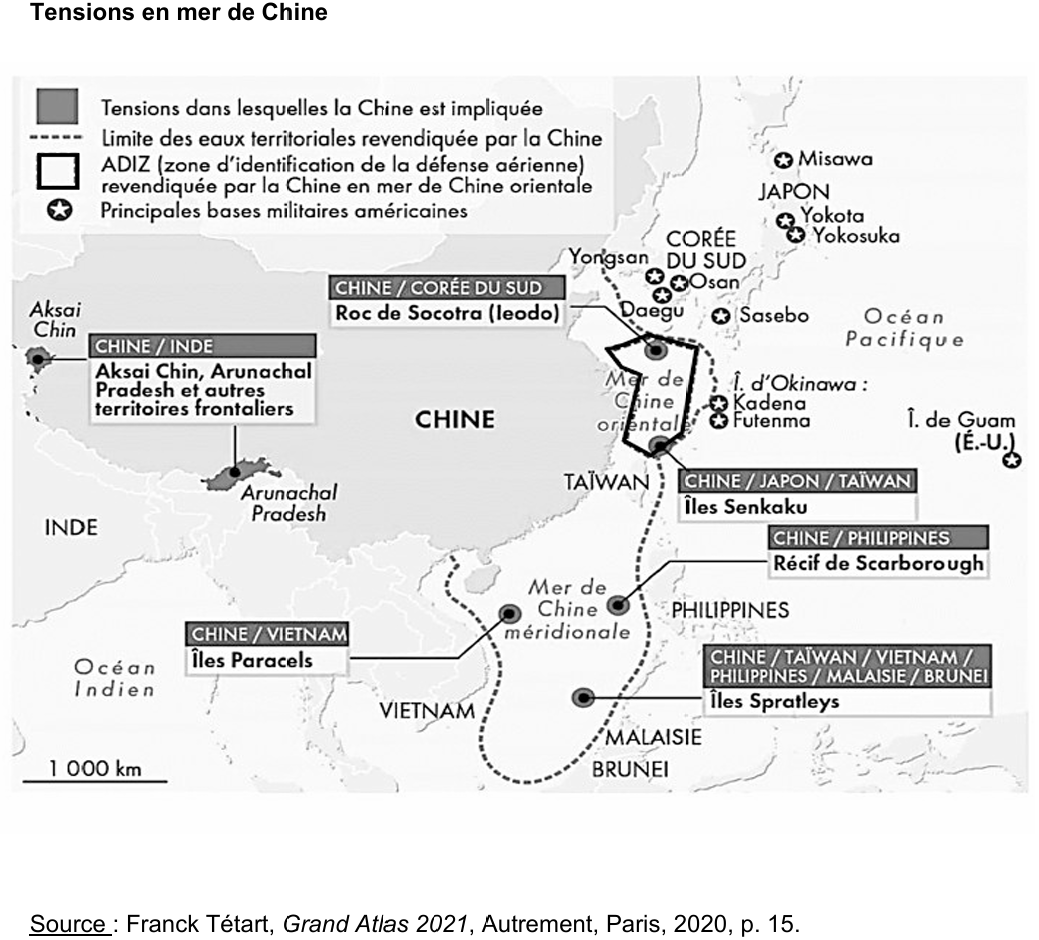 Tensions en mer de Chine
Tensions dans lesquelles la Chine est impliquée
Limite des eaux territoriales revendiquée par la Chine
ADIZ (zone d'identification de la défense aérienne)
revendiquée par la Chine en mer de Chine orientale
Principales bases militaires américaines
Misawa
JAPON
Yokota
Yokosuka
CORÉE
DU SUD
Yongsan
Osan
Daegu
Sasebo
Océan
Pacifique
CHINE / CORÉE DU SUD
Roc de Socotra (Ieodo)
Aksai
Chin
CHINE / INDE
Aksai Chin, Arunachal
Pradesh et autres
territoires frontaliers
Mer de
Chine
orientale
Î. d'Okinawa :
Kadena
Futenma
Î. de Guam
(É.-U.)
CHINE
Arunachal
Pradesh
INDE
TAÏWAN
CHINE / JAPON / TAÏWAN
Îles Senkaku
CHINE / PHILIPPINES
Récif de Scarborough
Mer de
Chine
méridionale
PHILIPPINES
CHINE / VIETNAM
Îles Paracels
Océan
Indien
CHINE / TAÏWAN / VIETNAM /
PHILIPPINES / MALAISIE / BRUNEI
Îles Spratleys
VIETNAM
MALAISIE
BRUNEI
1 000 km
Source : Franck Tétart, Grand Atlas 2021, Autrement, Paris, 2020, p. 15.